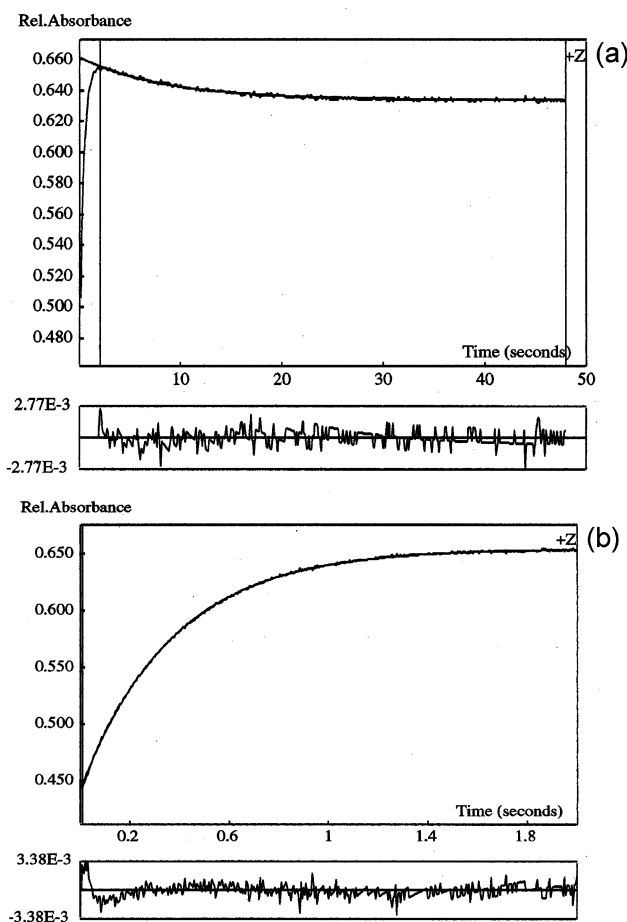 Rel.Absorbance
0.660
0.640
0.620
0.600
0.580
0.560
0.540
0.520
0.500
0.480
+Z (a)
Time (seconds)
10 20 30 40 50
2.77E-3
-2.77E-3
Rel.Absorbance
0.650
0.600
0.550
0.500
0.450
+Z (b)
Time (seconds)
0.2 0.6 1 1.4 1.8
3.38E-3
-3.38E-3